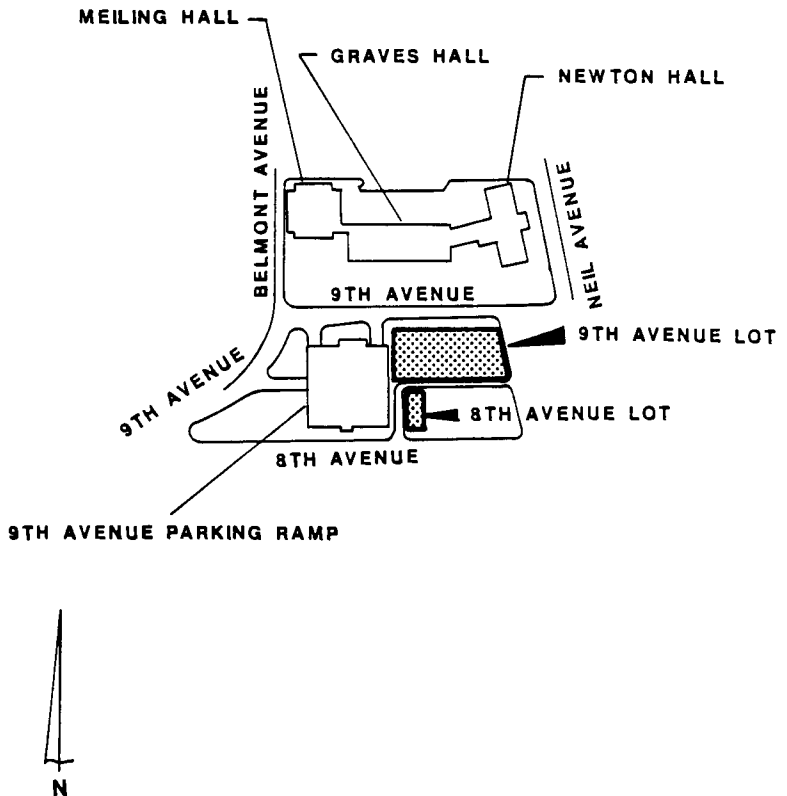 MEILING HALL
GRAVES HALL
NEWTON HALL
BELMONT AVENUE
NEIL AVENUE
9TH AVENUE
9TH AVENUE LOT
9TH AVENUE
8TH AVENUE LOT
8TH AVENUE
9TH AVENUE PARKING RAMP
N